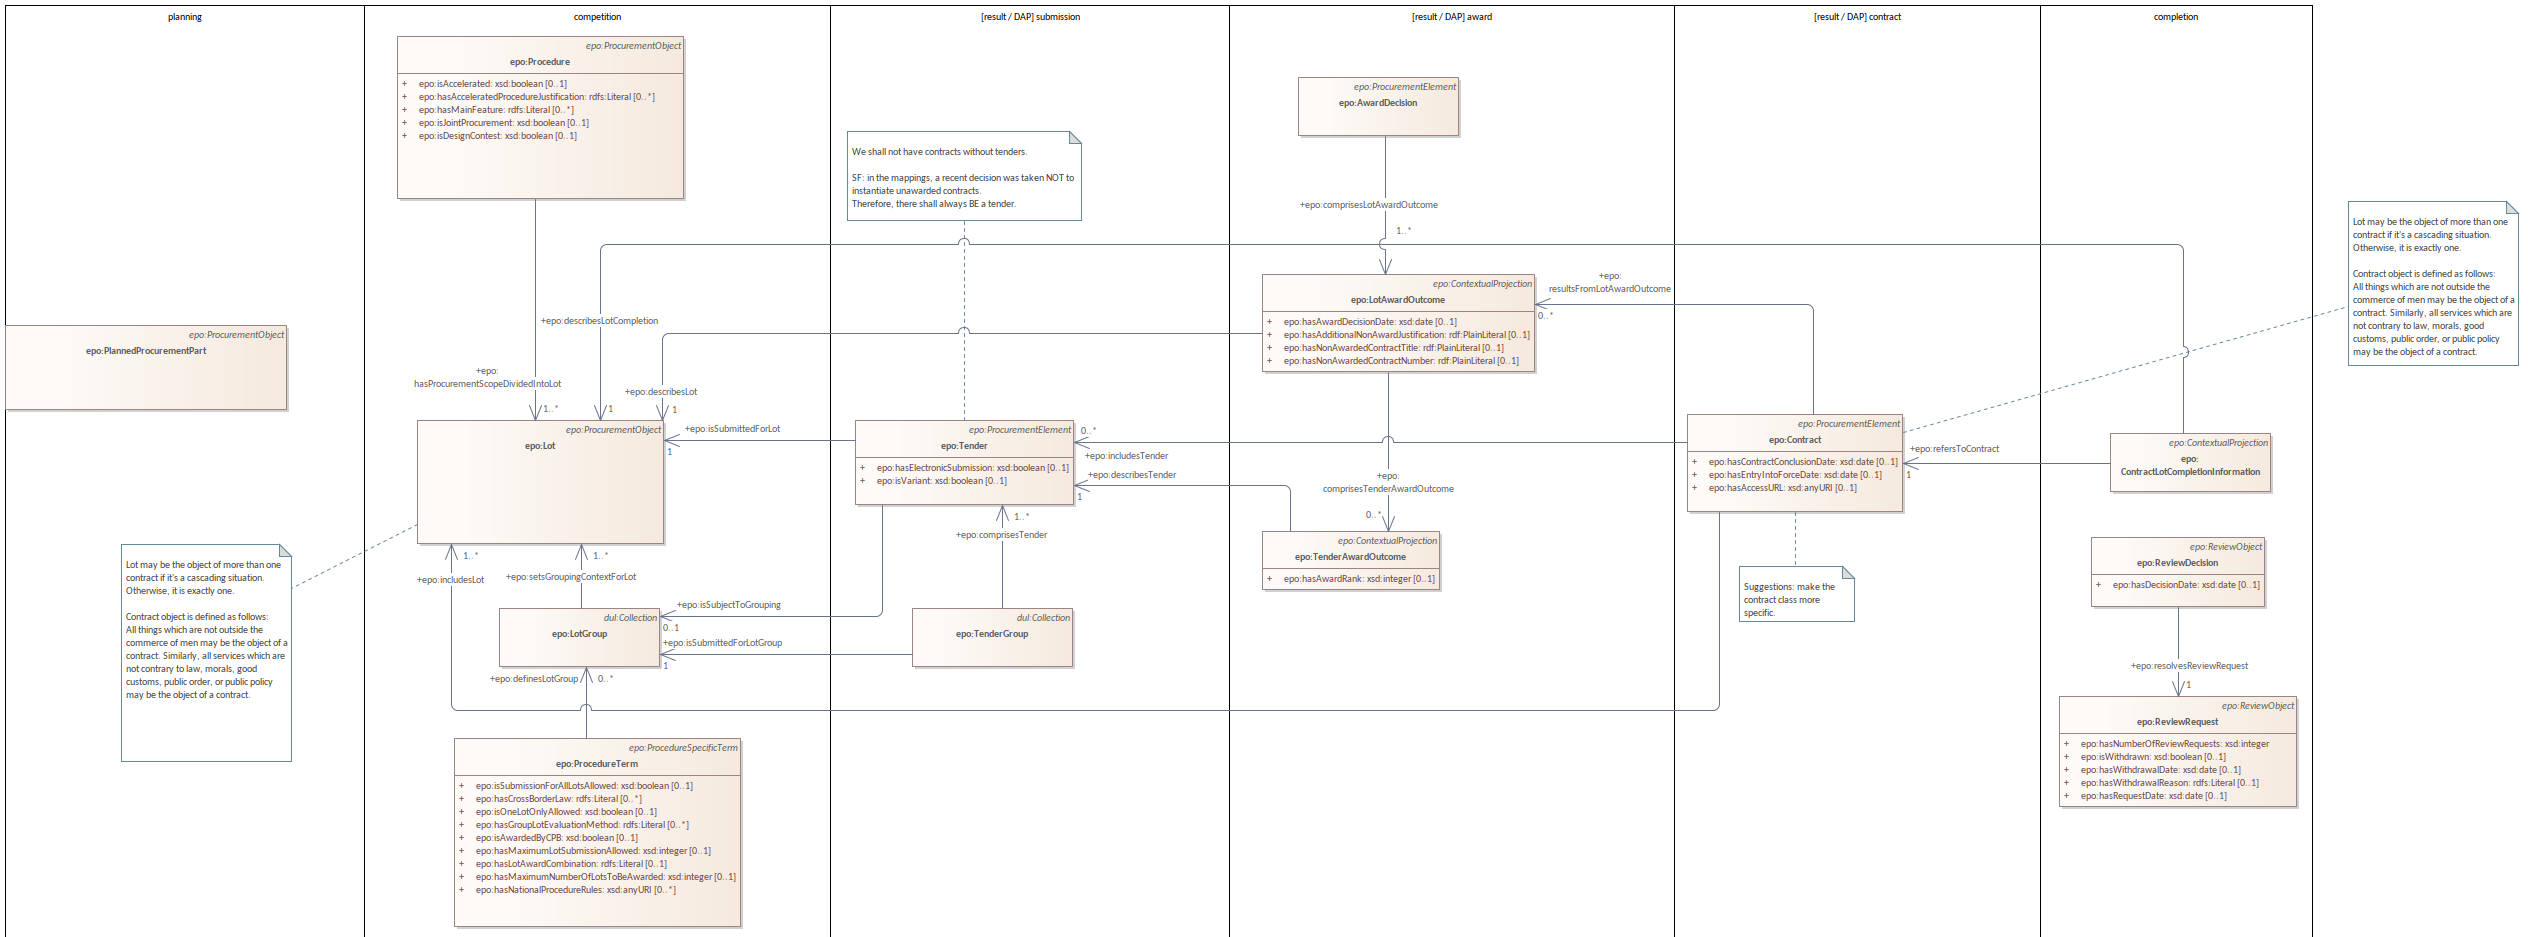 planning
competition
[result / DAP] submission
[result / DAP] award
[result / DAP] contract
completion
epo:ProcurementObject
epo:Procedure
+ epo:isAccelerated: xsd:boolean [0..1]
+ epo:hasAcceleratedProcedureJustification: rdfs:Literal [0..*]
+ epo:hasMainFeature: rdfs:Literal [0..*]
+ epo:isJointProcurement: xsd:boolean [0..1]
+ epo:isDesignContest: xsd:boolean [0..1]
epo:ProcurementElement
epo:AwardDecision
We shall not have contracts without tenders.
SF: in the mappings, a recent decision was taken NOT to
instantiate unawarded contracts.
Therefore, there shall always BE a tender.
+epo:comprisesLotAwardOutcome
1..*
Lot may be the object of more than one
contract if it's a cascading situation.
Otherwise, it is exactly one.
Contract object is defined as follows:
All things which are not outside the
commerce of men may be the object of a
contract. Similarly, all services which are
not contrary to law, morals, good
customs, public order, or public policy
may be the object of a contract.
epo:ContextualProjection
epo:LotAwardOutcome
+ epo:hasAwardDecisionDate: xsd:date [0..1]
+ epo:hasAdditionalNonAwardJustification: rdf:PlainLiteral [0..1]
+ epo:hasNonAwardedContractTitle: rdf:PlainLiteral [0..1]
+ epo:hasNonAwardedContractNumber: rdf:PlainLiteral [0..1]
+epo:
resultsFromLotAwardOutcome
0..*
epo:ProcurementObject
epo:PlannedProcurementPart
+epo:describesLotCompletion
1
+epo:
hasProcurementScopeDividedIntoLot
1..*
+epo:describesLot
1
epo:ProcurementObject
epo:Lot
+epo:isSubmittedForLot
1
epo:ProcurementElement
epo:Tender
+ epo:hasElectronicSubmission: xsd:boolean [0..1]
+ epo:isVariant: xsd:boolean [0..1]
0..*
+epo:includesTender
+epo:describesTender
1
+epo:
comprisesTenderAwardOutcome
0..*
epo:ProcurementElement
epo:Contract
+ epo:hasContractConclusionDate: xsd:date [0..1]
+ epo:hasEntryIntoForceDate: xsd:date [0..1]
+ epo:hasAccessURL: xsd:anyURI [0..1]
+epo:refersToContract
1
epo:ContextualProjection
epo:
ContractLotCompletionInformation
1..*
+epo:comprisesTender
epo:ContextualProjection
epo:TenderAwardOutcome
+ epo:hasAwardRank: xsd:integer [0..1]
epo:ReviewObject
epo:ReviewDecision
+ epo:hasDecisionDate: xsd:date [0..1]
Lot may be the object of more than one
contract if it's a cascading situation.
Otherwise, it is exactly one.
Contract object is defined as follows:
All things which are not outside the
commerce of men may be the object of a
contract. Similarly, all services which are
not contrary to law, morals, good
customs, public order, or public policy
may be the object of a contract.
1..*
+epo:includesLot
1..*
+epo:setsGroupingContextForLot
Suggestions: make the
contract class more
specific.
+epo:isSubjectToGrouping
0..1
dul:Collection
epo:LotGroup
+epo:isSubmittedForLotGroup
1
dul:Collection
epo:TenderGroup
+epo:definesLotGroup
0..*
+epo:resolvesReviewRequest
1
epo:ReviewObject
epo:ReviewRequest
+ epo:hasNumberOfReviewRequests: xsd:integer
+ epo:isWithdrawn: xsd:boolean [0..1]
+ epo:hasWithdrawalDate: xsd:date [0..1]
+ epo:hasWithdrawalReason: rdfs:Literal [0..1]
+ epo:hasRequestDate: xsd:date [0..1]
epo:ProcedureSpecificTerm
epo:ProcedureTerm
+ epo:isSubmissionForAllLotsAllowed: xsd:boolean [0..1]
+ epo:hasCrossBorderLaw: rdfs:Literal [0..*]
+ epo:isOneLotOnlyAllowed: xsd:boolean [0..1]
+ epo:hasGroupLotEvaluationMethod: rdfs:Literal [0..*]
+ epo:isAwardedByCPB: xsd:boolean [0..1]
+ epo:hasMaximumLotSubmissionAllowed: xsd:integer [0..1]
+ epo:hasLotAwardCombination: rdfs:Literal [0..1]
+ epo:hasMaximumNumberOfLotsToBeAwarded: xsd:integer [0..1]
+ epo:hasNationalProcedureRules: xsd:anyURI [0..*]